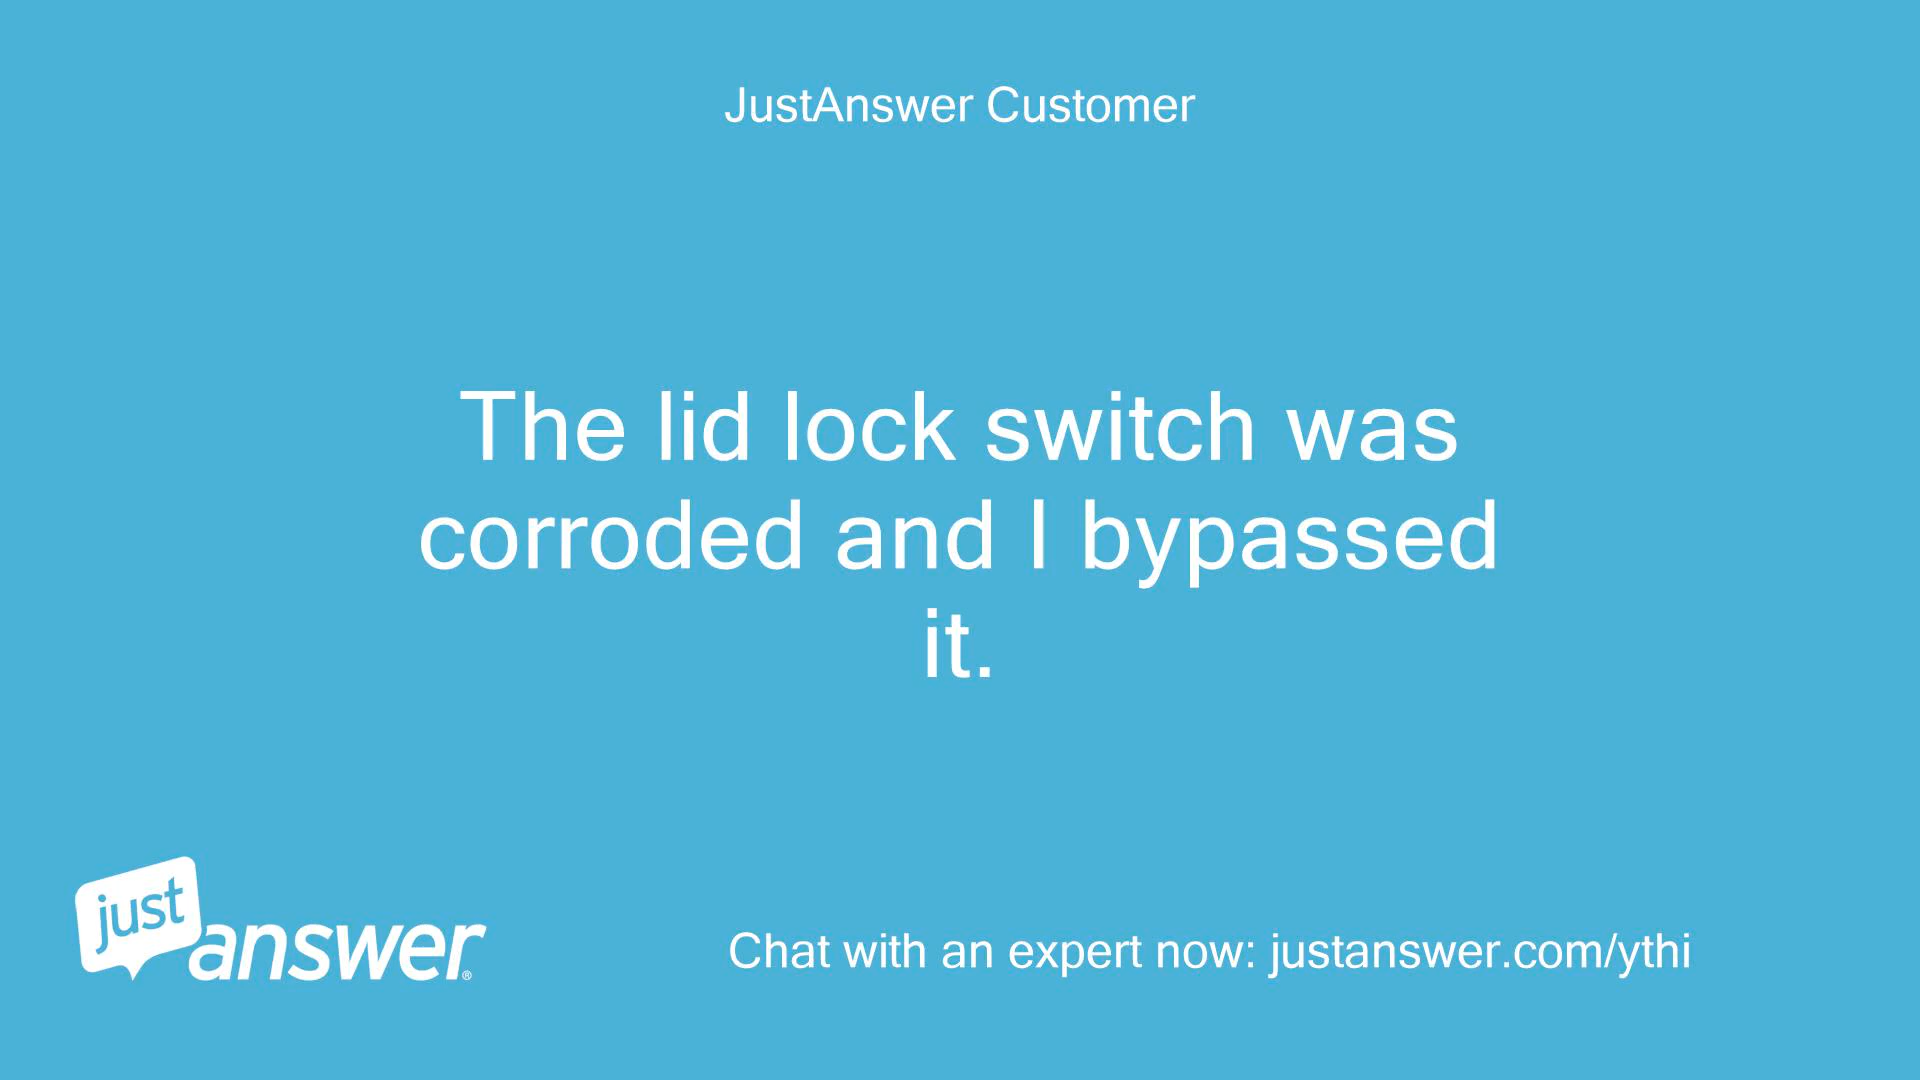 JustAnswer Customer
The lid lock switch was
corroded and I bypassed
it.
just
answer®
Chat with an expert now: justanswer.com/ythi